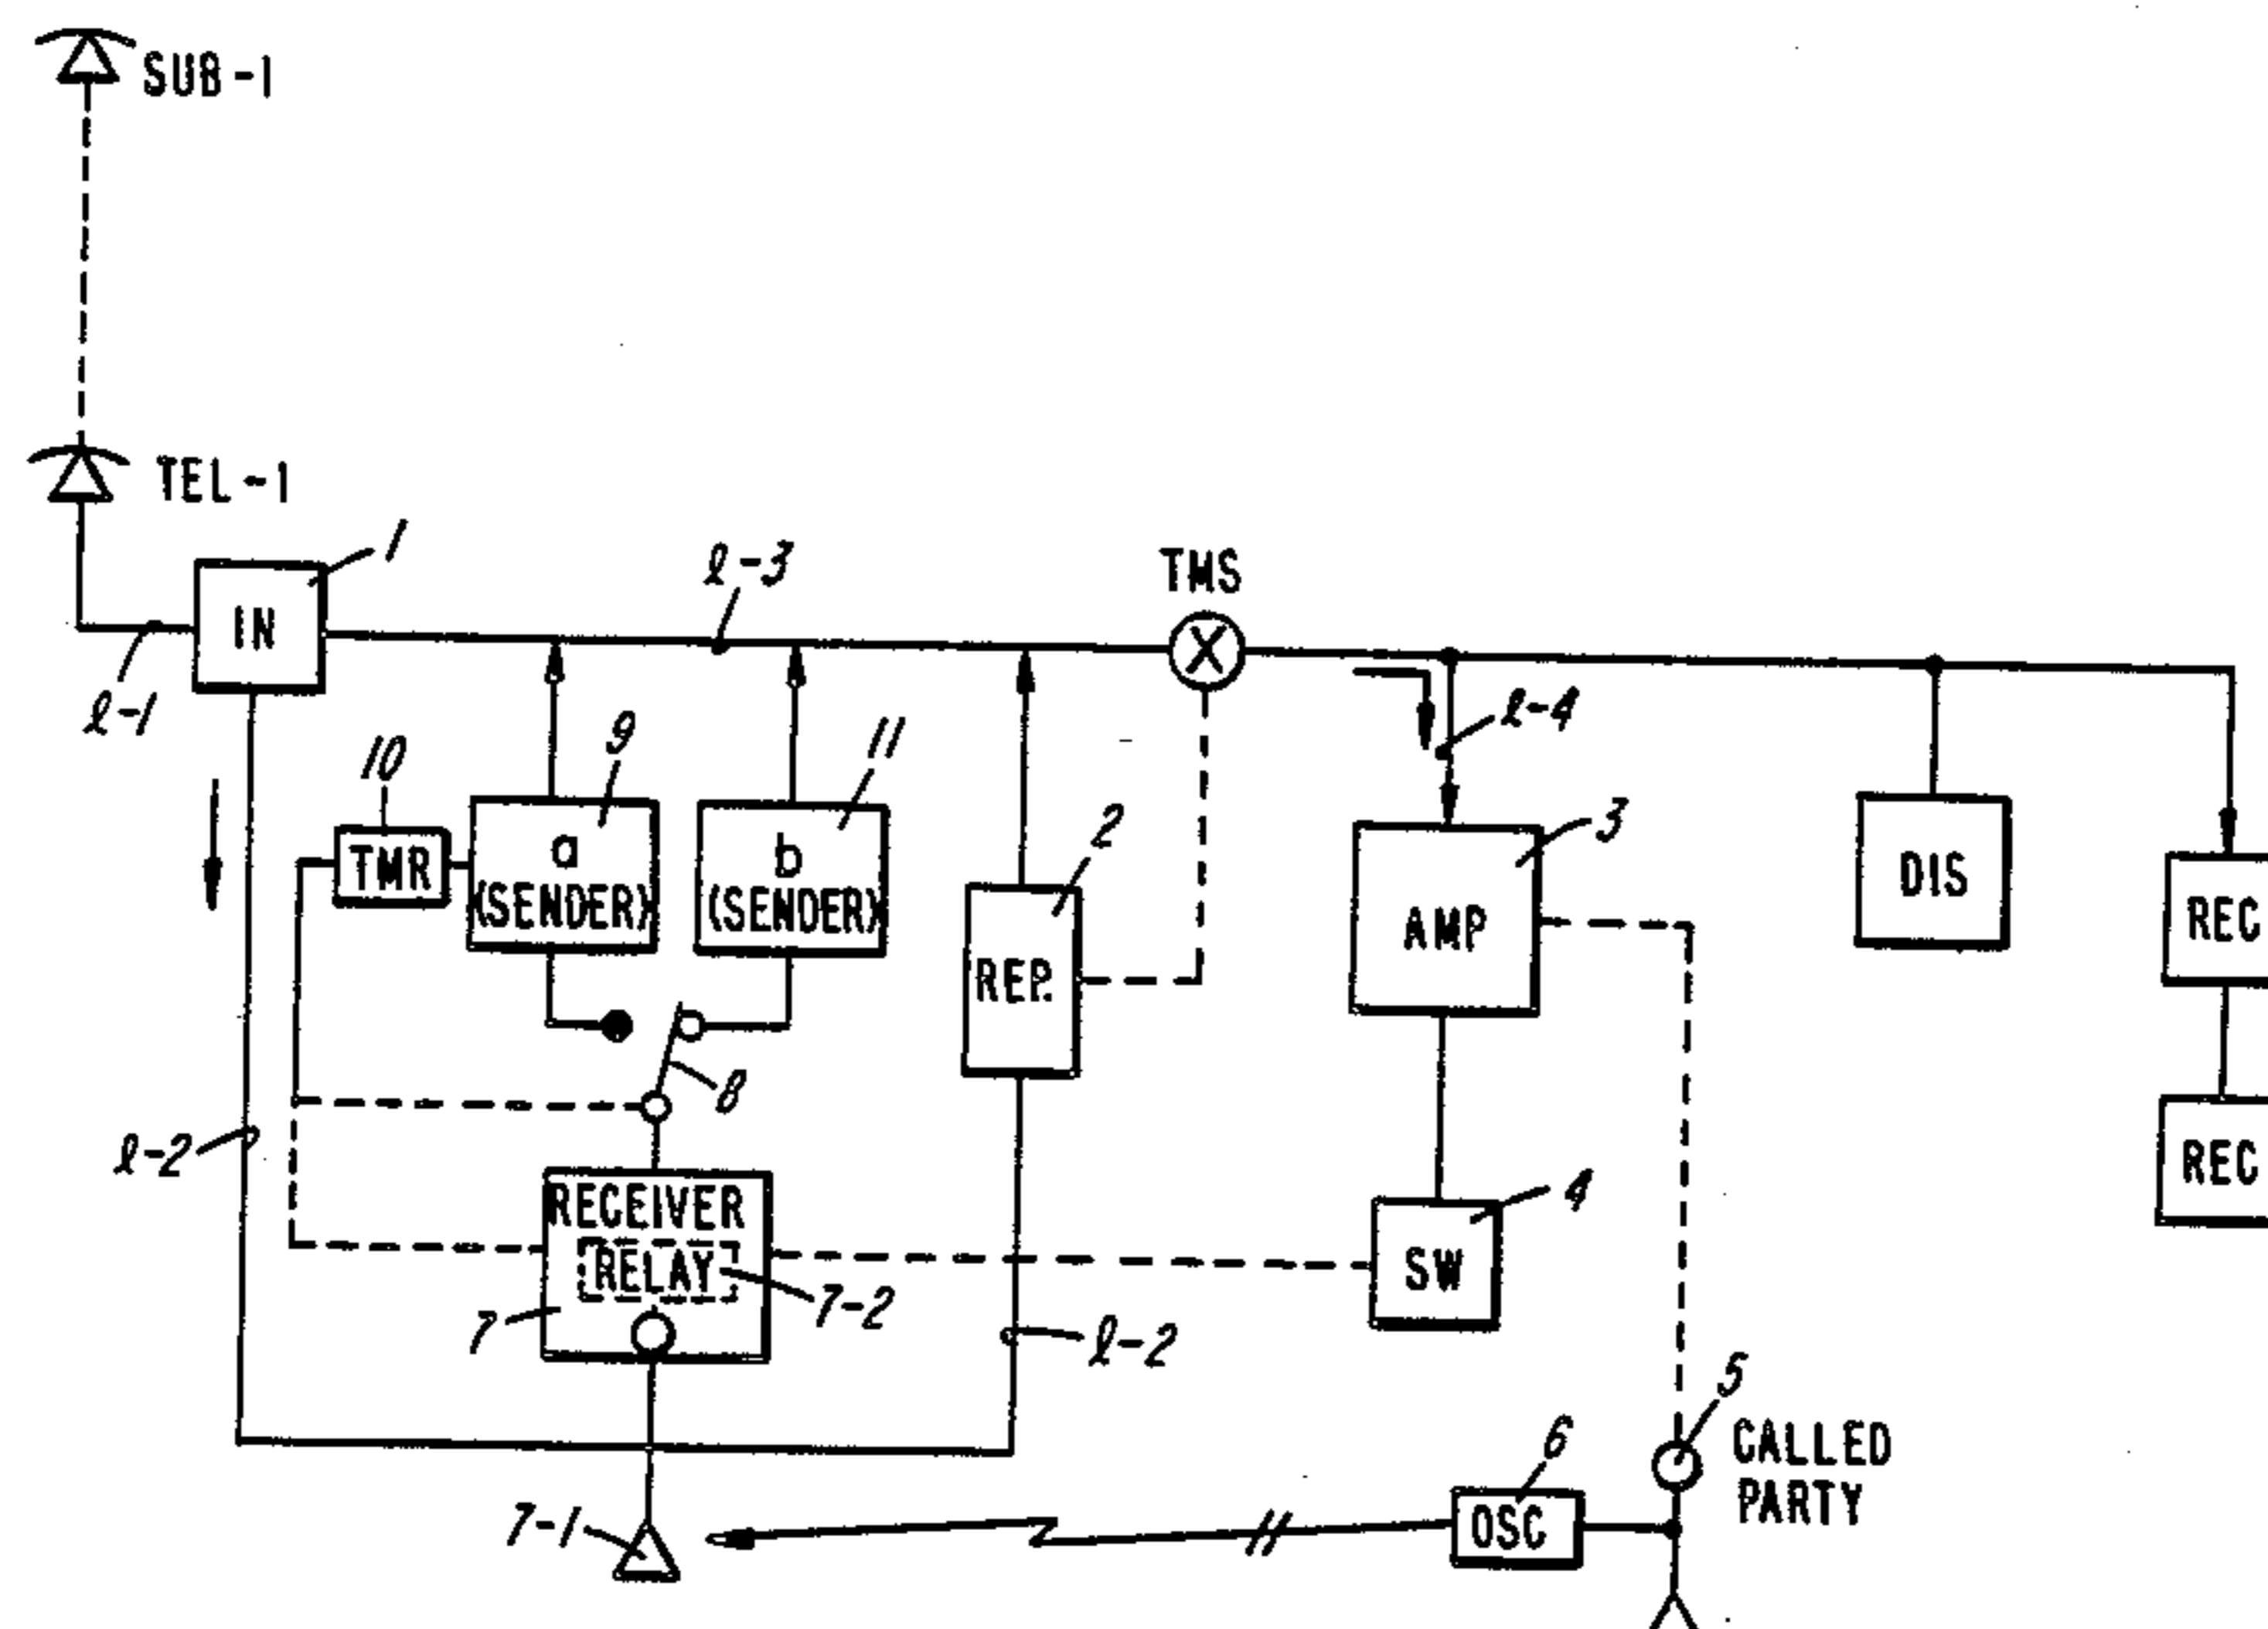 SUB-1
TEL-1
1
IN
ℓ-1
ℓ-3
TMS
ℓ-4
10
TMR
9
a
(SENDER)
11
b
(SENDER)
2
REP.
3
AMP
DIS
REC
8
ℓ-2
RECEIVER
RELAY
7
7-2
4
SW
REC
ℓ-2
5
CALLED
PARTY
6
OSC
7-1